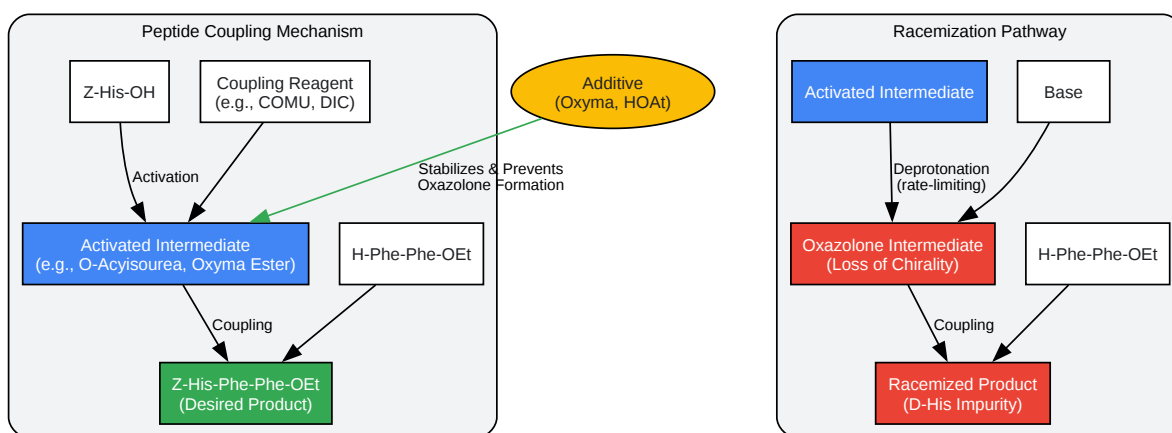 Peptide Coupling Mechanism
Z-His-OH
Coupling Reagent
(e.g., COMU, DIC)
Additive
(Oxyma, HOAt)
Activation
Stabilizes & Prevents
Oxazolone Formation
Activated Intermediate
(e.g., O-Acyisourea, Oxyma Ester)
H-Phe-Phe-OEt
Coupling
Z-His-Phe-Phe-OEt
(Desired Product)
Racemization Pathway
Activated Intermediate
Base
Deprotonation
(rate-limiting)
Oxazolone Intermediate
(Loss of Chirality)
H-Phe-Phe-OEt
Coupling
Racemized Product
(D-His Impurity)